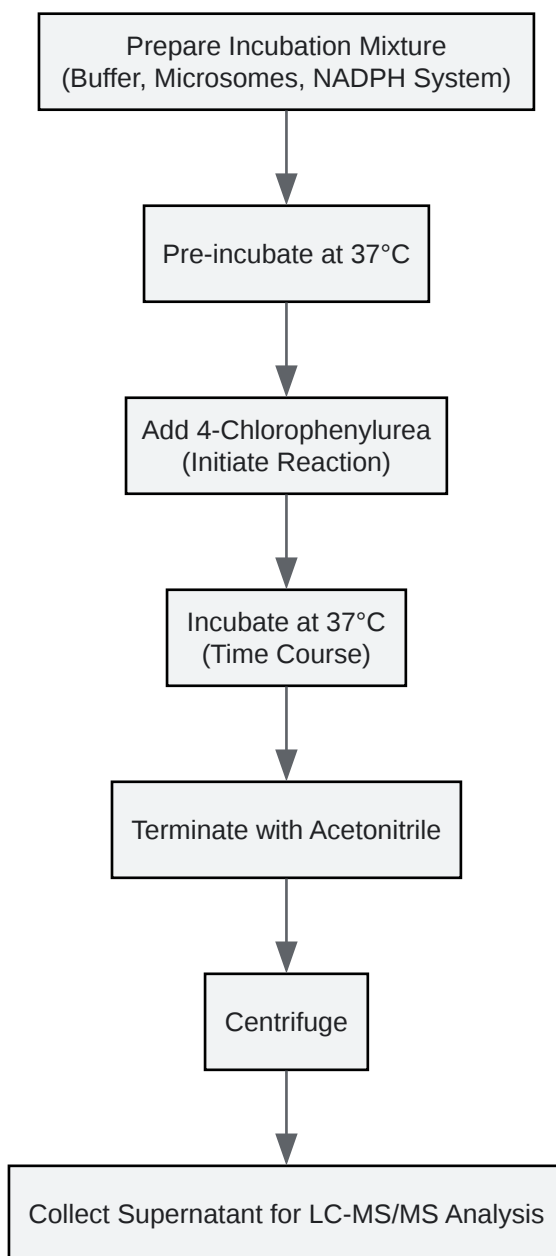 Prepare Incubation Mixture
(Buffer, Microsomes, NADPH System)
Pre-incubate at 37°C
Add 4-Chlorophenylurea
(Initiate Reaction)
Incubate at 37°C
(Time Course)
Terminate with Acetonitrile
Centrifuge
Collect Supernatant for LC-MS/MS Analysis